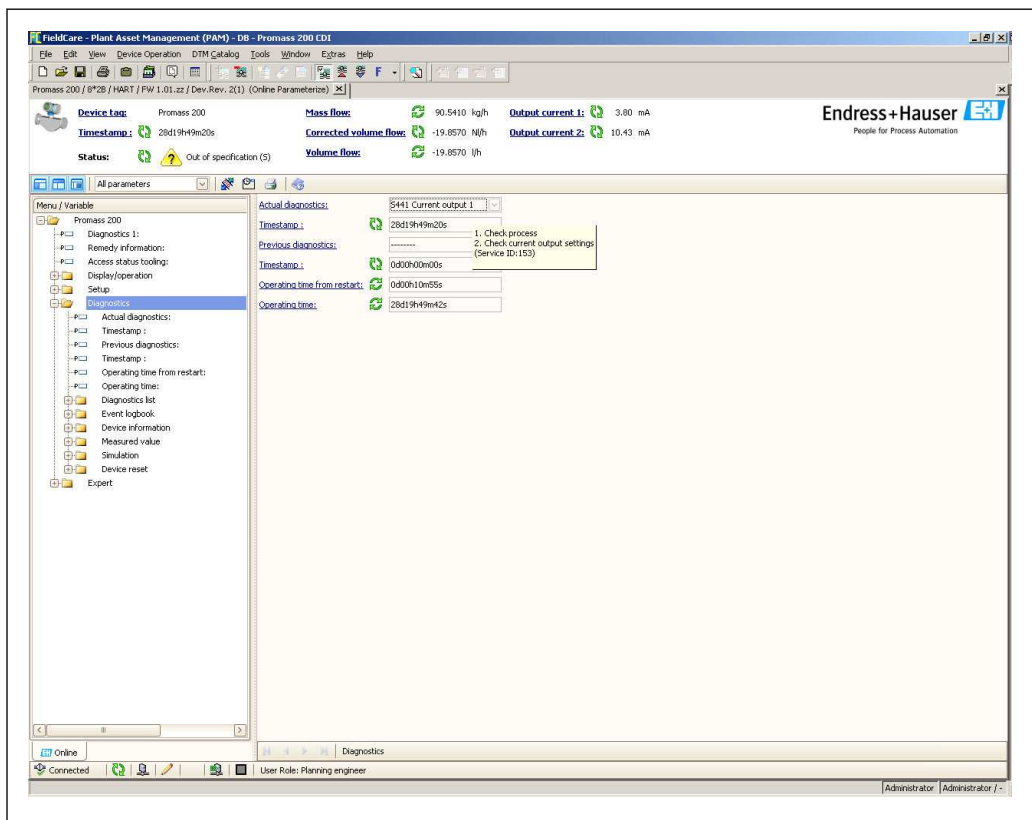 FieldCare - Plant Asset Management (PAM) - DB - Promass 200 CDI
File Edit View Device Operation DTM Catalog Tools Window Extras Help
F
Promass 200 / 8*2B / HART / FW 1.01.zz / Dev.Rev. 2(1) (Online Parameterize)
Device tag: Promass 200 Mass flow: 90.5410 kg/h Output current 1: 3.80 mA
Endress+Hauser
People for Process Automation
Timestamp : 28d19h49m20s Corrected volume flow: -19.8570 Nl/h Output current 2: 10.43 mA
Status: Out of specification (S) Volume flow: -19.8570 l/h
All parameters
Menu / Variable
Promass 200
Diagnostics 1:
Remedy information:
Access status tooling:
Display/operation
Setup
Diagnostics
Actual diagnostics:
Timestamp :
Previous diagnostics:
Timestamp :
Operating time from restart:
Operating time:
Diagnostics list
Event logbook
Device information
Measured value
Simulation
Device reset
Expert
Actual diagnostics: S441 Current output 1
Timestamp : 28d19h49m20s
Previous diagnostics: --------
Timestamp : 0d00h00m00s
Operating time from restart: 0d00h10m55s
Operating time: 28d19h49m42s
1. Check process
2. Check current output settings
(Service ID:153)
Online
Diagnostics
Connected User Role: Planning engineer
Administrator Administrator / -